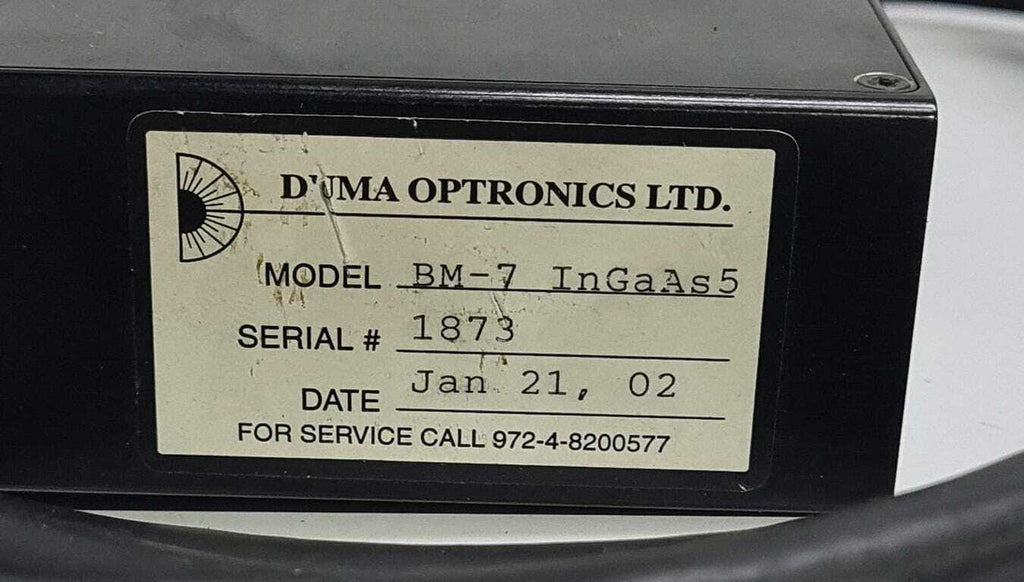 DUMA OPTRONICS LTD.
MODEL BM-7 InGaAs5
SERIAL # 1873
DATE Jan 21, 02
FOR SERVICE CALL 972-4-8200577